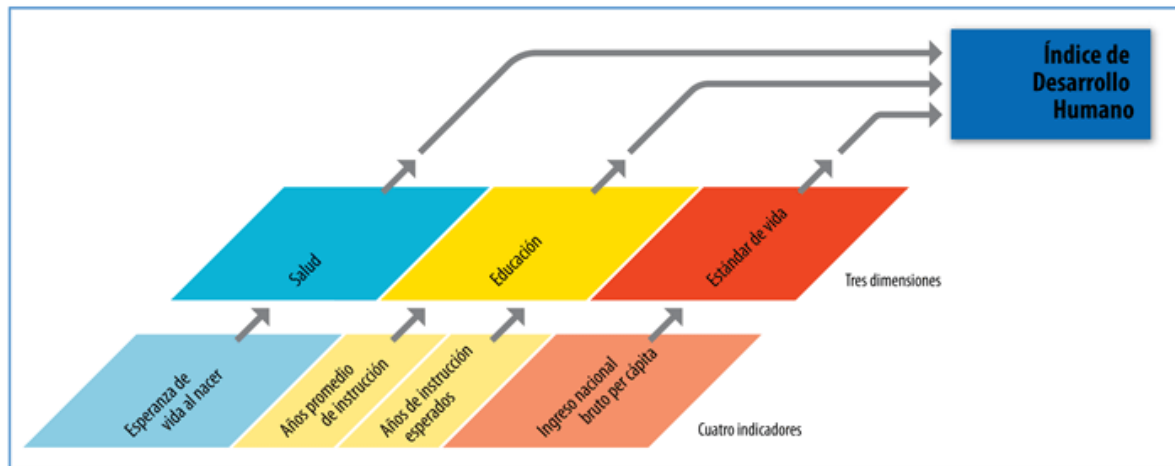 Índice de
Desarrollo
Humano
Salud
Educación
Estándar de vida
Tres dimensiones
Esperanza de
vida al nacer
Años promedio
de instrucción
Años de instrucción
esperados
Ingreso nacional
bruto per cápita
Cuatro indicadores